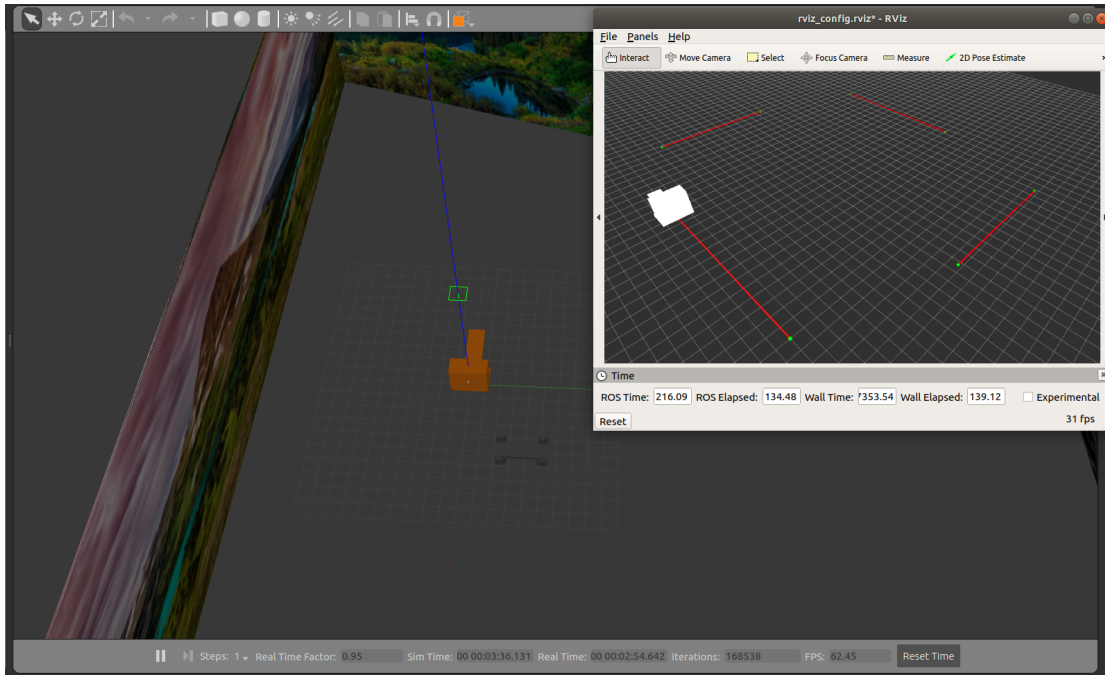 rviz_config.rviz* - RViz
File Panels Help
Interact Move Camera Select Focus Camera Measure 2D Pose Estimate
Time
ROS Time: 216.09 ROS Elapsed: 134.48 Wall Time: 7353.54 Wall Elapsed: 139.12 Experimental
Reset 31 fps
Steps: 1 Real Time Factor: 0.95 Sim Time: 00 00:03:36.131 Real Time: 00 00:02:54.642 Iterations: 168538 FPS: 62.45 Reset Time